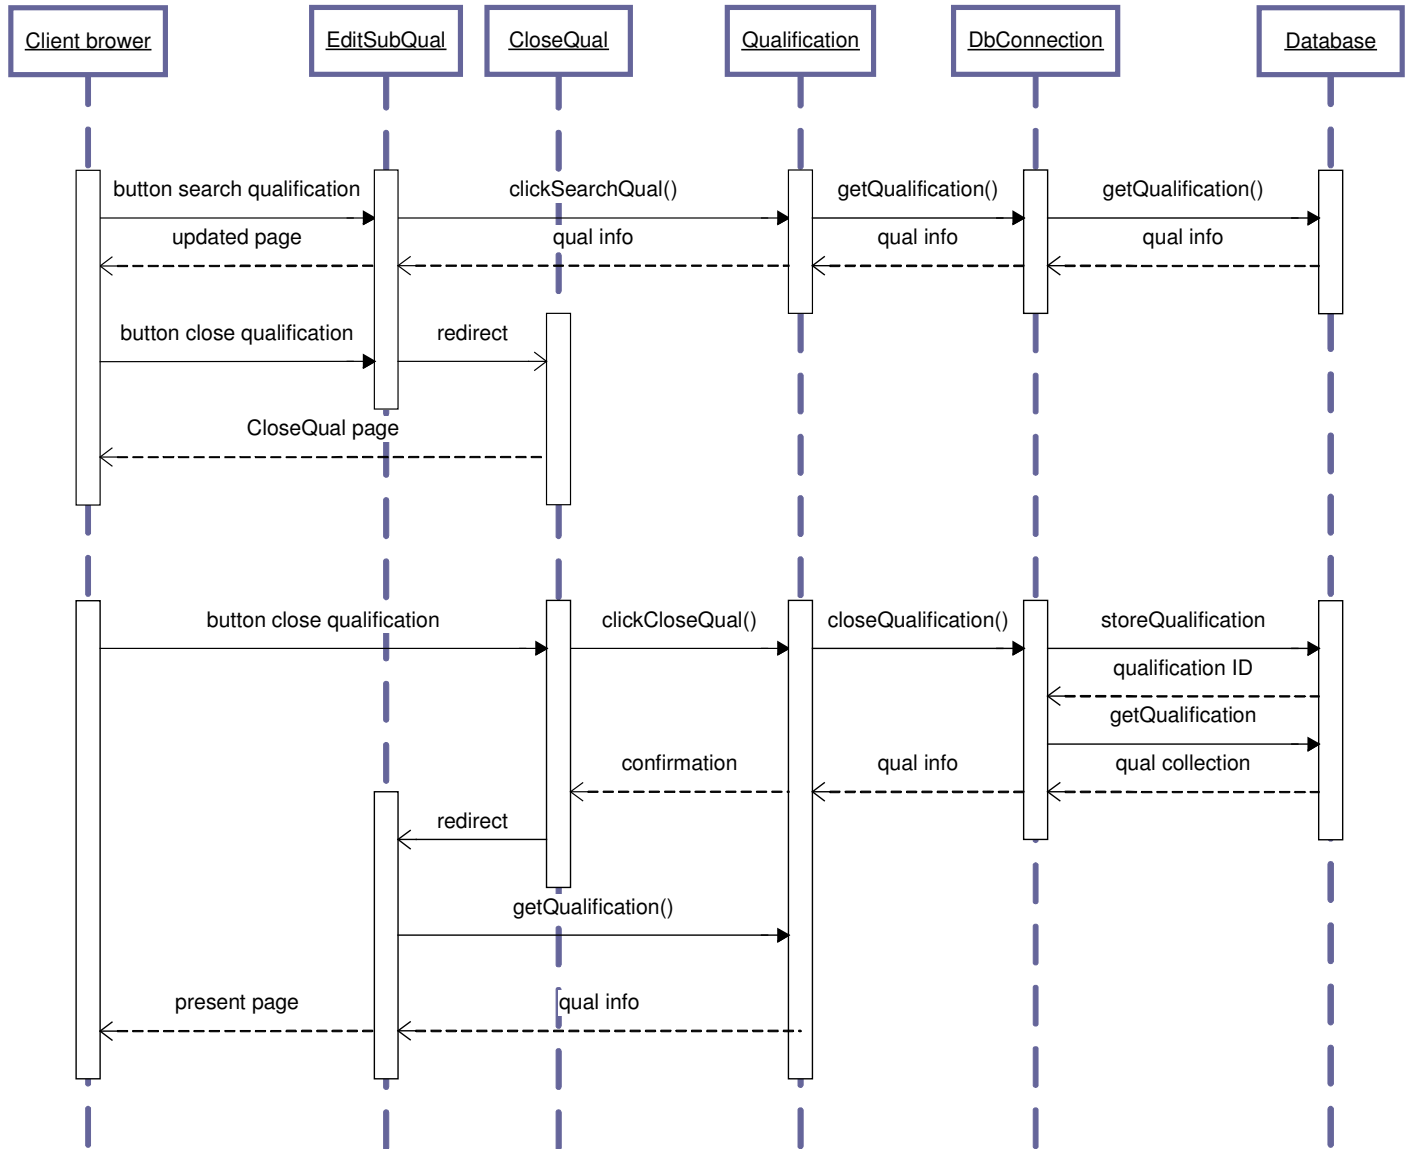 Client brower
EditSubQual
CloseQual
Qualification
DbConnection
Database
button search qualification
clickSearchQual()
getQualification()
getQualification()
updated page
qual info
qual info
qual info
button close qualification
redirect
CloseQual page
button close qualification
clickCloseQual()
closeQualification()
storeQualification
qualification ID
getQualification
confirmation
qual info
qual collection
redirect
getQualification()
present page
qual info